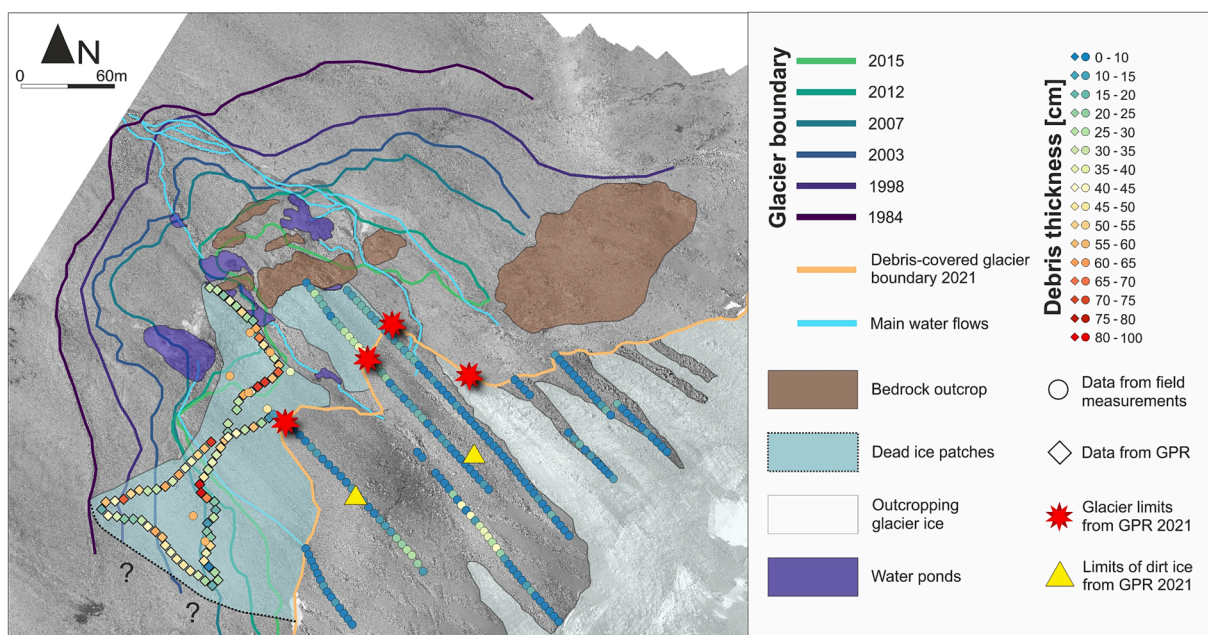 N
0 60m
? ?
Glacier boundary
2015
2012
2007
2003
1998
1984
Debris-covered glacier
boundary 2021
Main water flows
Bedrock outcrop
Dead ice patches
Outcropping
glacier ice
Water ponds
Debris thickness [cm]
0 - 10
10 - 15
15 - 20
20 - 25
25 - 30
30 - 35
35 - 40
40 - 45
45 - 50
50 - 55
55 - 60
60 - 65
65 - 70
70 - 75
75 - 80
80 - 100
Data from field
measurements
Data from GPR
Glacier limits
from GPR 2021
Limits of dirt ice
from GPR 2021